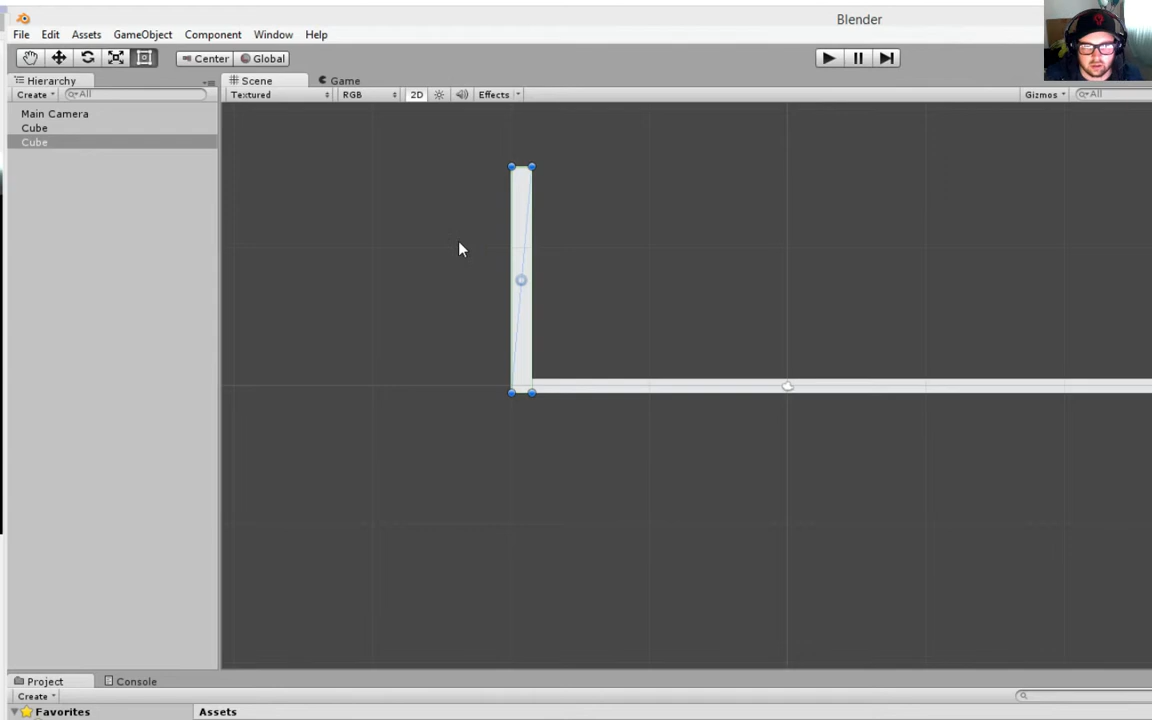 Blender
File Edit Assets GameObject Component Window Help
Center Global
Hierarchy Scene Game
Create All Textured RGB 2D Effects Gizmos All
Main Camera
Cube
Cube
Project Console
Create
Favorites Assets